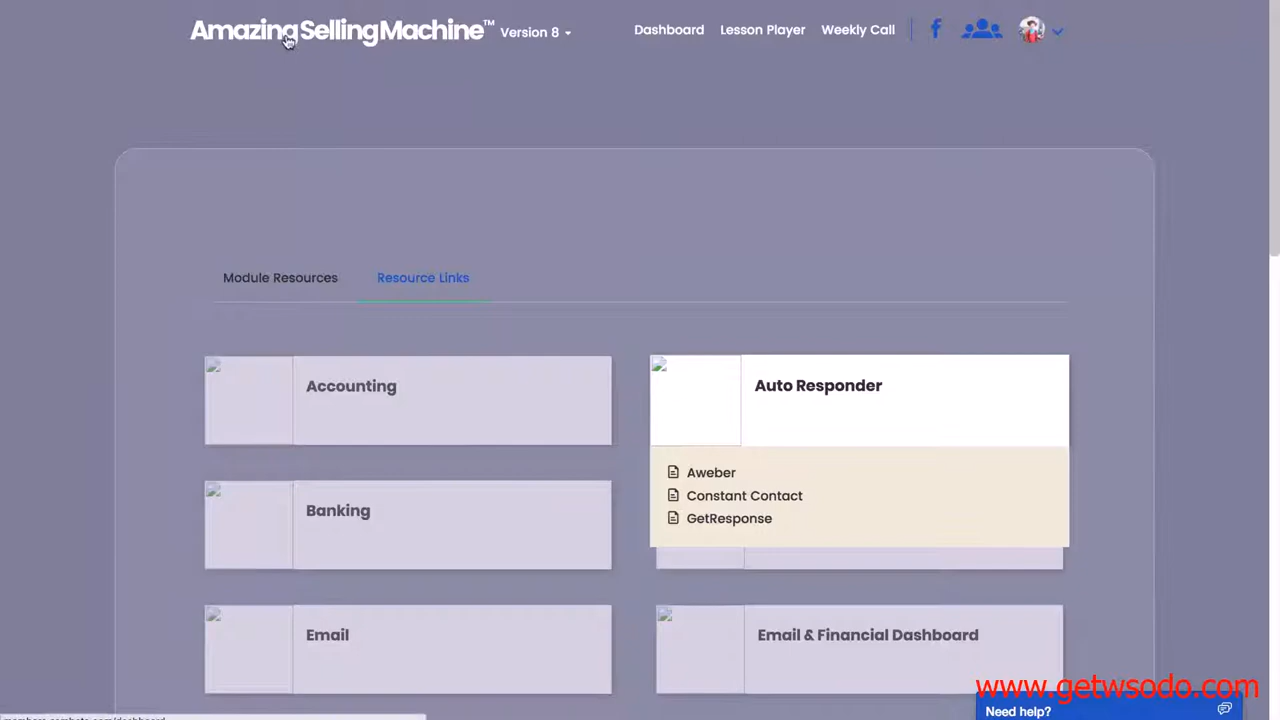 AmazingSellingMachine™ Version 8 Dashboard Lesson Player Weekly Call
Module Resources Resource Links
Accounting Auto Responder
Aweber
Constant Contact
GetResponse
Banking
Email Email & Financial Dashboard
www.getwsodo.com
Need help?